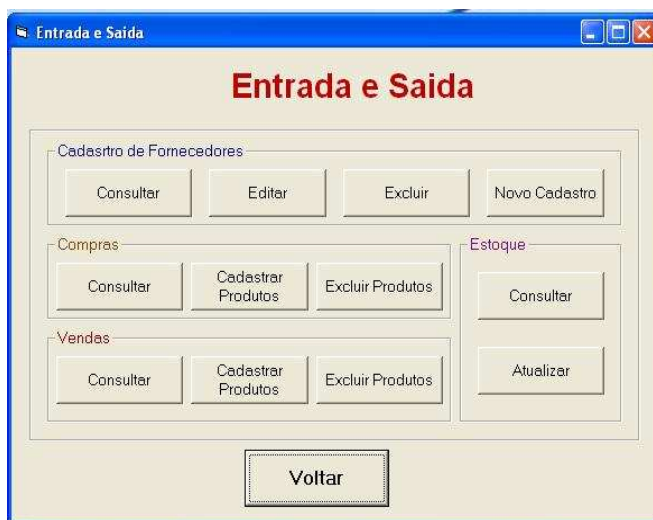 Entrada e Saida
Entrada e Saida
Cadasrtro de Fornecedores
Consultar
Editar
Excluir
Novo Cadastro
Compras
Consultar
Cadastrar
Produtos
Excluir Produtos
Estoque
Consultar
Atualizar
Vendas
Consultar
Cadastrar
Produtos
Excluir Produtos
Voltar